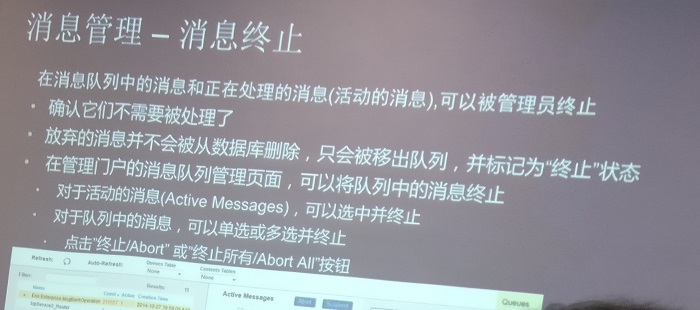 消息管理 – 消息终止
在消息队列中的消息和正在处理的消息(活动的消息),可以被管理员终止
• 确认它们不需要被处理了
• 放弃的消息并不会被从数据库删除，只会被移出队列，并标记为“终止”状态
• 在管理门户的消息队列管理页面，可以将队列中的消息终止
• 对于活动的消息(Active Messages)，可以选中并终止
• 对于队列中的消息，可以单选或多选并终止
• 点击“终止/Abort” 或“终止所有/Abort All”按钮
Refresh: Auto-Refresh: Domain Table Contents Tables
None None
Filter: Results: 11
Name Creation Time
Active Messages Abort Suspend Queues